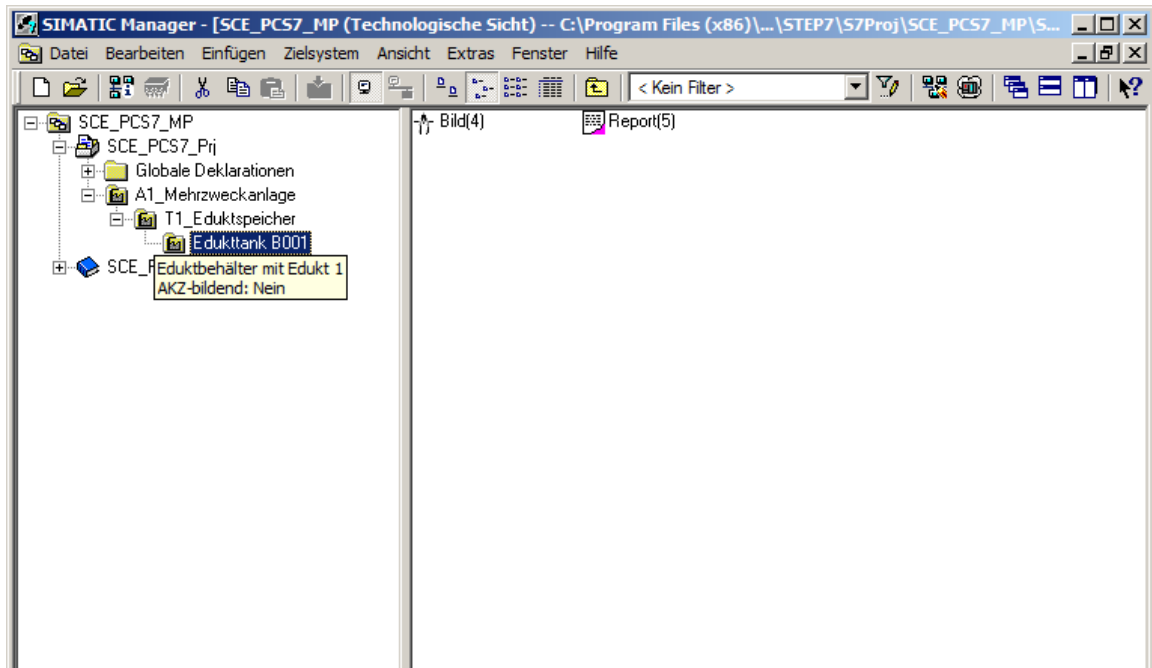 SIMATIC Manager - [SCE_PCS7_MP (Technologische Sicht) -- C:\Program Files (x86)\...\STEP7\S7Proj\SCE_PCS7_MP\S...
Datei Bearbeiten Einfügen Zielsystem Ansicht Extras Fenster Hilfe
< Kein Filter >
SCE_PCS7_MP
SCE_PCS7_Prj
Globale Deklarationen
A1_Mehrzweckanlage
T1_Eduktspeicher
Edukttank B001
SCE_
Eduktbehälter mit Edukt 1
AKZ-bildend: Nein
Bild(4) Report(5)